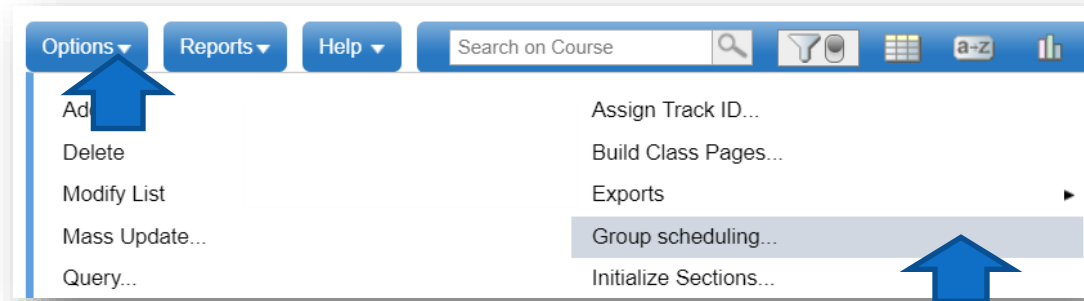 Options Reports Help Search on Course a-z
Assign Track ID...
Delete Build Class Pages...
Modify List Exports
Mass Update... Group scheduling...
Query... Initialize Sections...